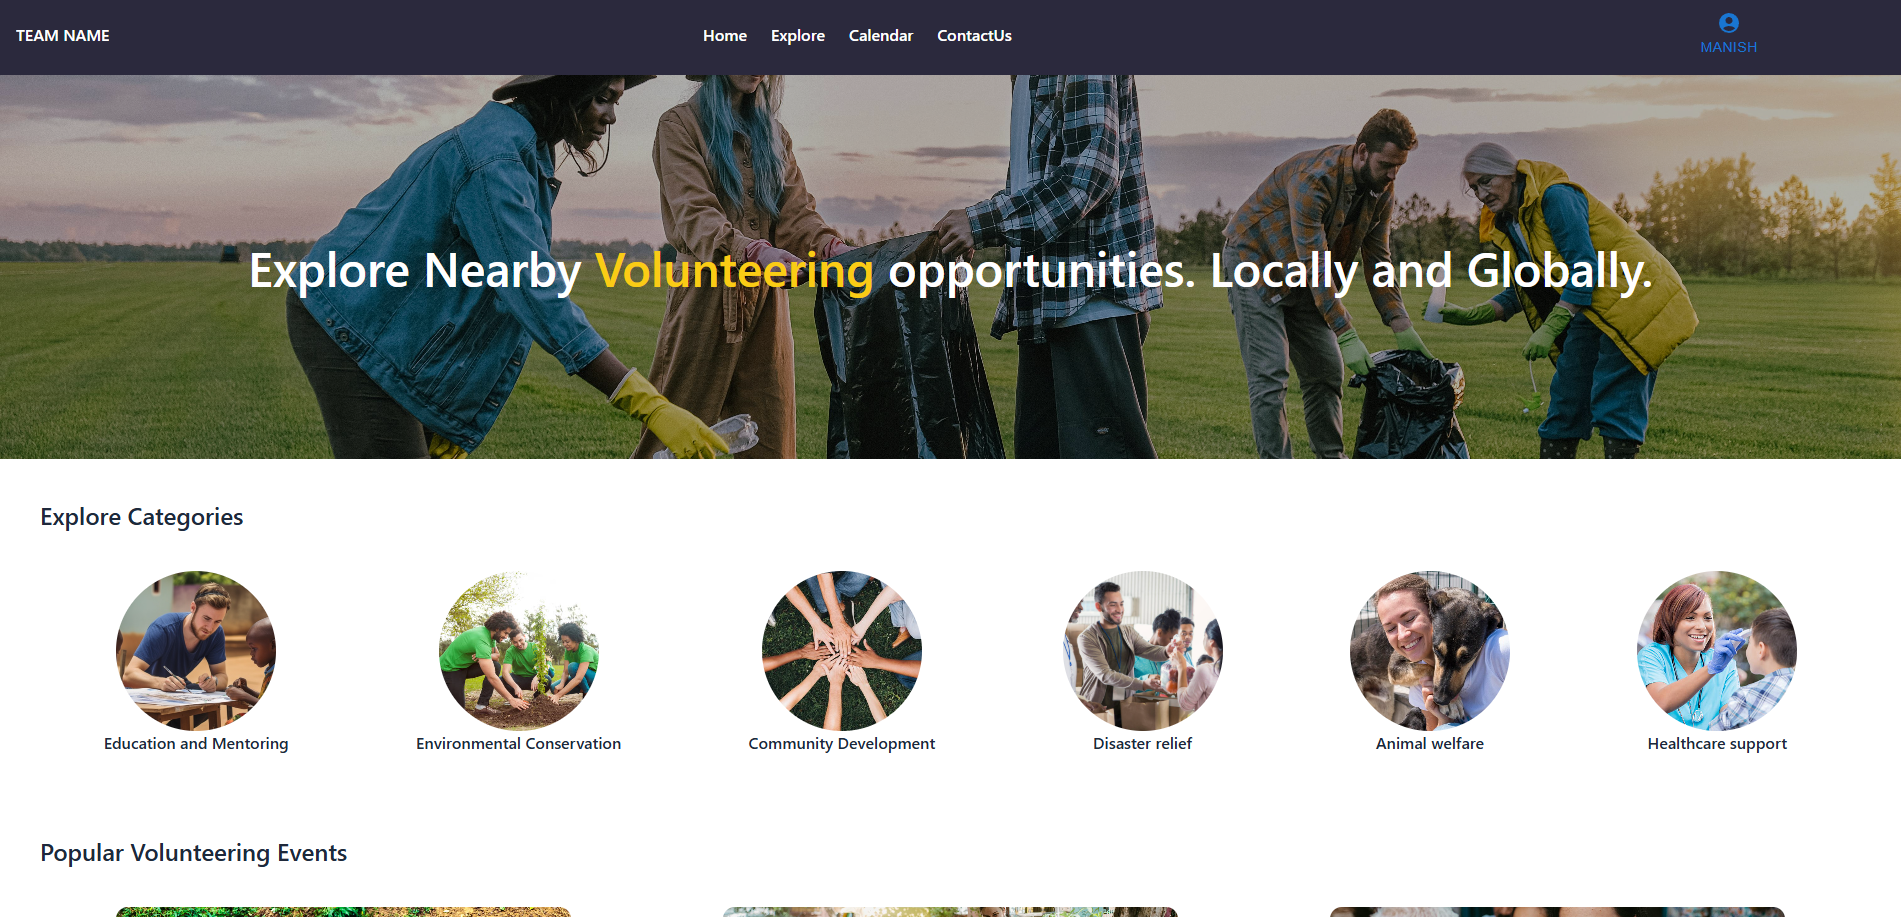 TEAM NAME
Home Explore Calendar ContactUs
MANISH
Explore Nearby Volunteering opportunities. Locally and Globally.
Explore Categories
Education and Mentoring
Environmental Conservation
Community Development
Disaster relief
Animal welfare
Healthcare support
Popular Volunteering Events